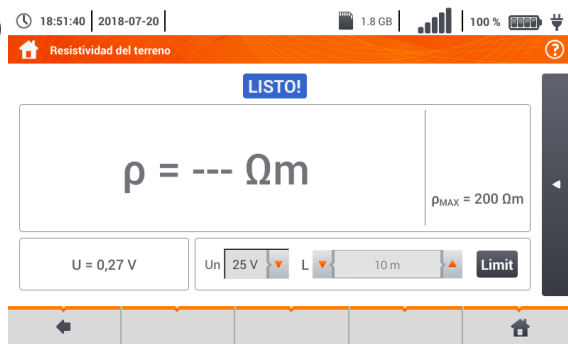 18:51:40 2018-07-20 1.8 GB 100 %
Resistividad del terreno ?
LISTO!
ρ = --- Ωm
ρMAX = 200 Ωm
U = 0,27 V Un 25 V L 10 m Limit